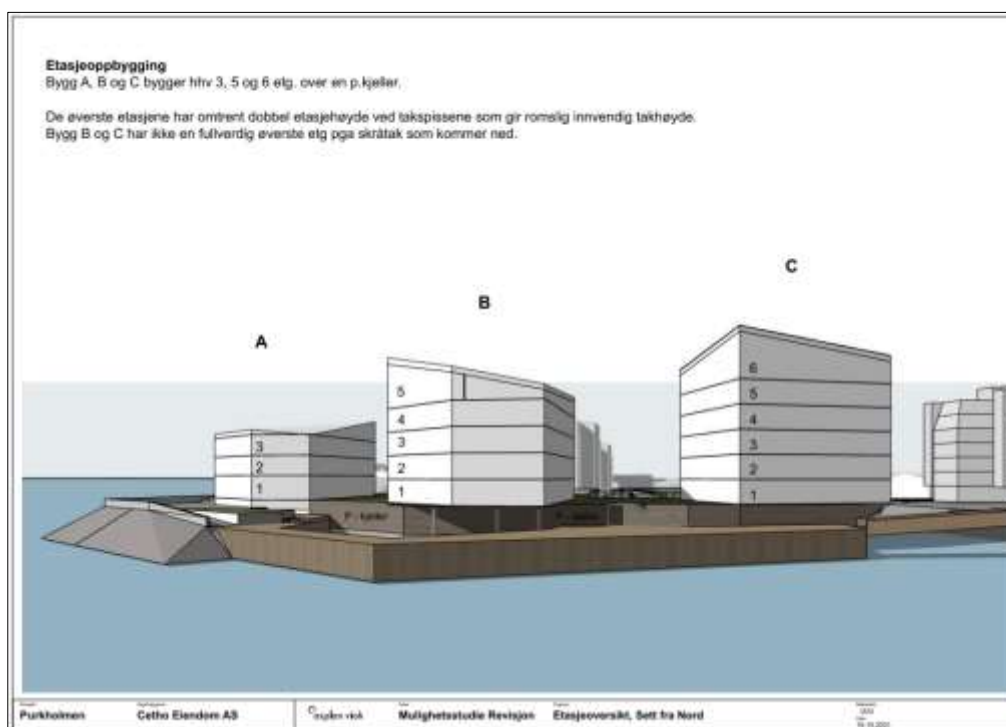 Etasjeoppbygging
Bygg A, B og C bygger hhv 3, 5 og 6 etg. over en p.kjeller.
De øverste etasjene har omtrent dobbel etasjehøyde ved takspissene som gir romslig innvendig takhøyde.
Bygg B og C har ikke en fullverdig øverste etg pga skråtak som kommer ned.
C
B
A
6
5
4
3
2
1
5
4
3
2
1
3
2
1
P - kjeller
Purkholmen
Cetho Eiendom AS
Mulighetsstudie Revisjon
Etasjeoversikt, Sett fra Nord